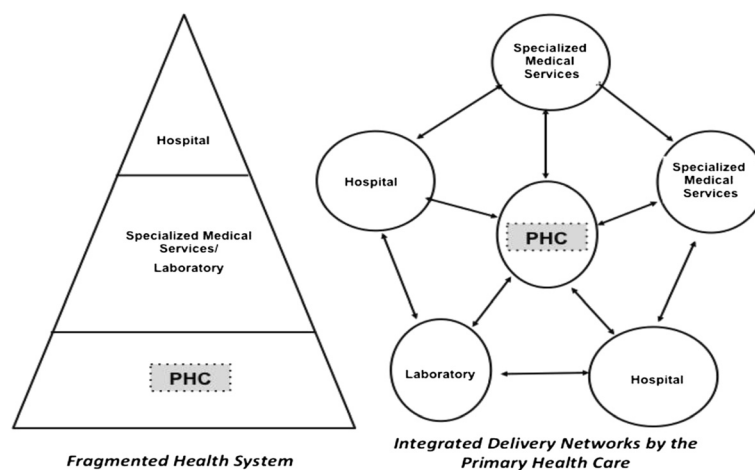 Hospital
Specialized Medical
Services/
Laboratory
PHC
Fragmented Health System
Specialized
Medical
Services
Hospital
Specialized
Medical
Services
PHC
Laboratory
Hospital
Integrated Delivery Networks by the
Primary Health Care